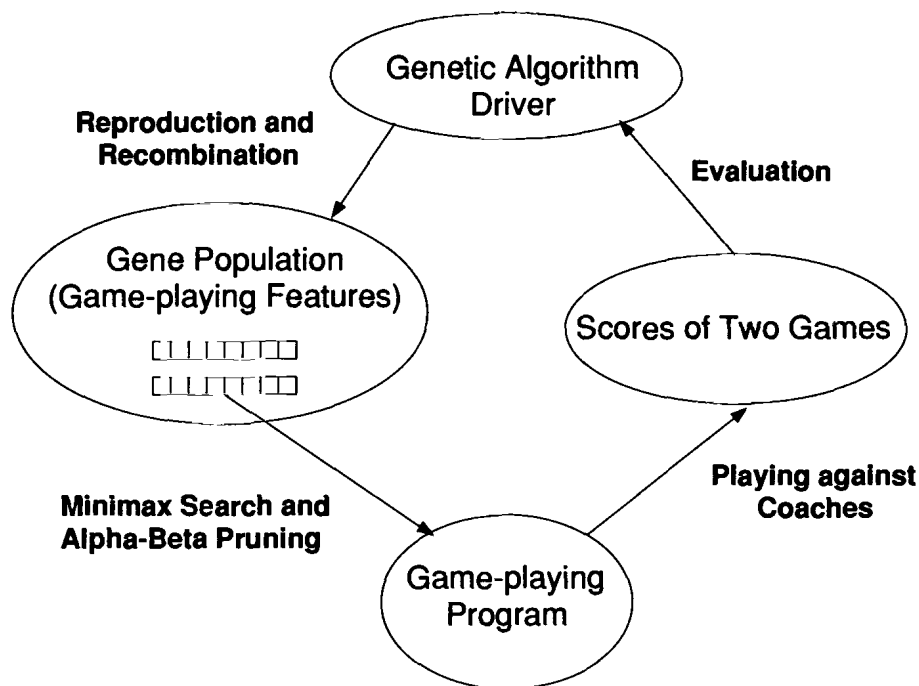 Genetic Algorithm
Driver
Reproduction and
Recombination
Evaluation
Gene Population
(Game-playing Features)
Scores of Two Games
Minimax Search and
Alpha-Beta Pruning
Playing against
Coaches
Game-playing
Program